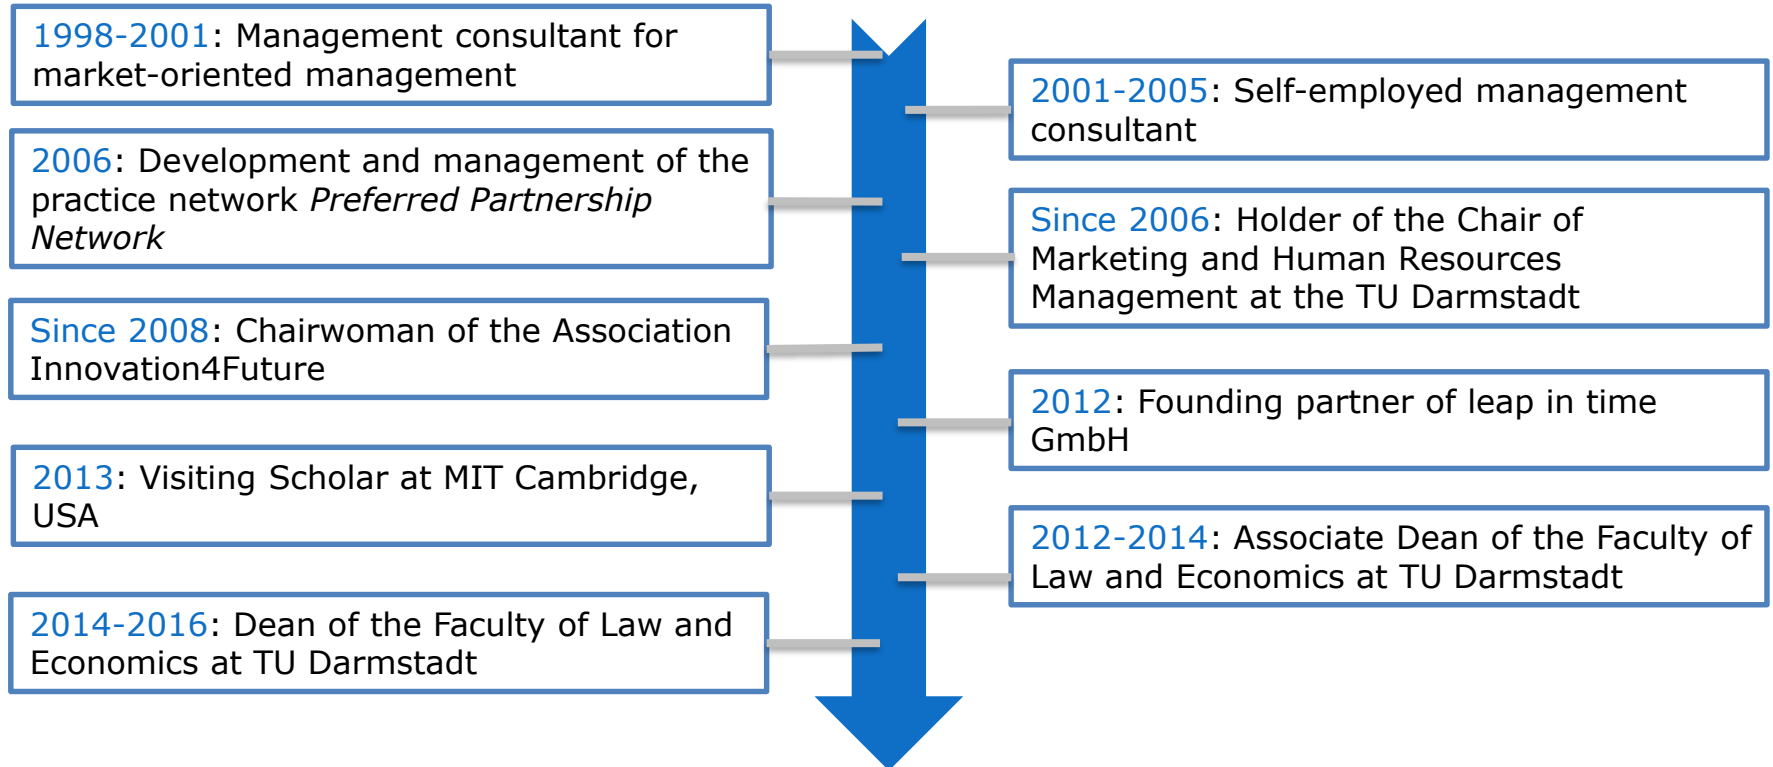 1998-2001: Management consultant for
market-oriented management
2001-2005: Self-employed management
consultant
2006: Development and management of the
practice network Preferred Partnership
Network
Since 2006: Holder of the Chair of
Marketing and Human Resources
Management at the TU Darmstadt
Since 2008: Chairwoman of the Association
Innovation4Future
2012: Founding partner of leap in time
GmbH
2013: Visiting Scholar at MIT Cambridge,
USA
2012-2014: Associate Dean of the Faculty of
Law and Economics at TU Darmstadt
2014-2016: Dean of the Faculty of Law and
Economics at TU Darmstadt